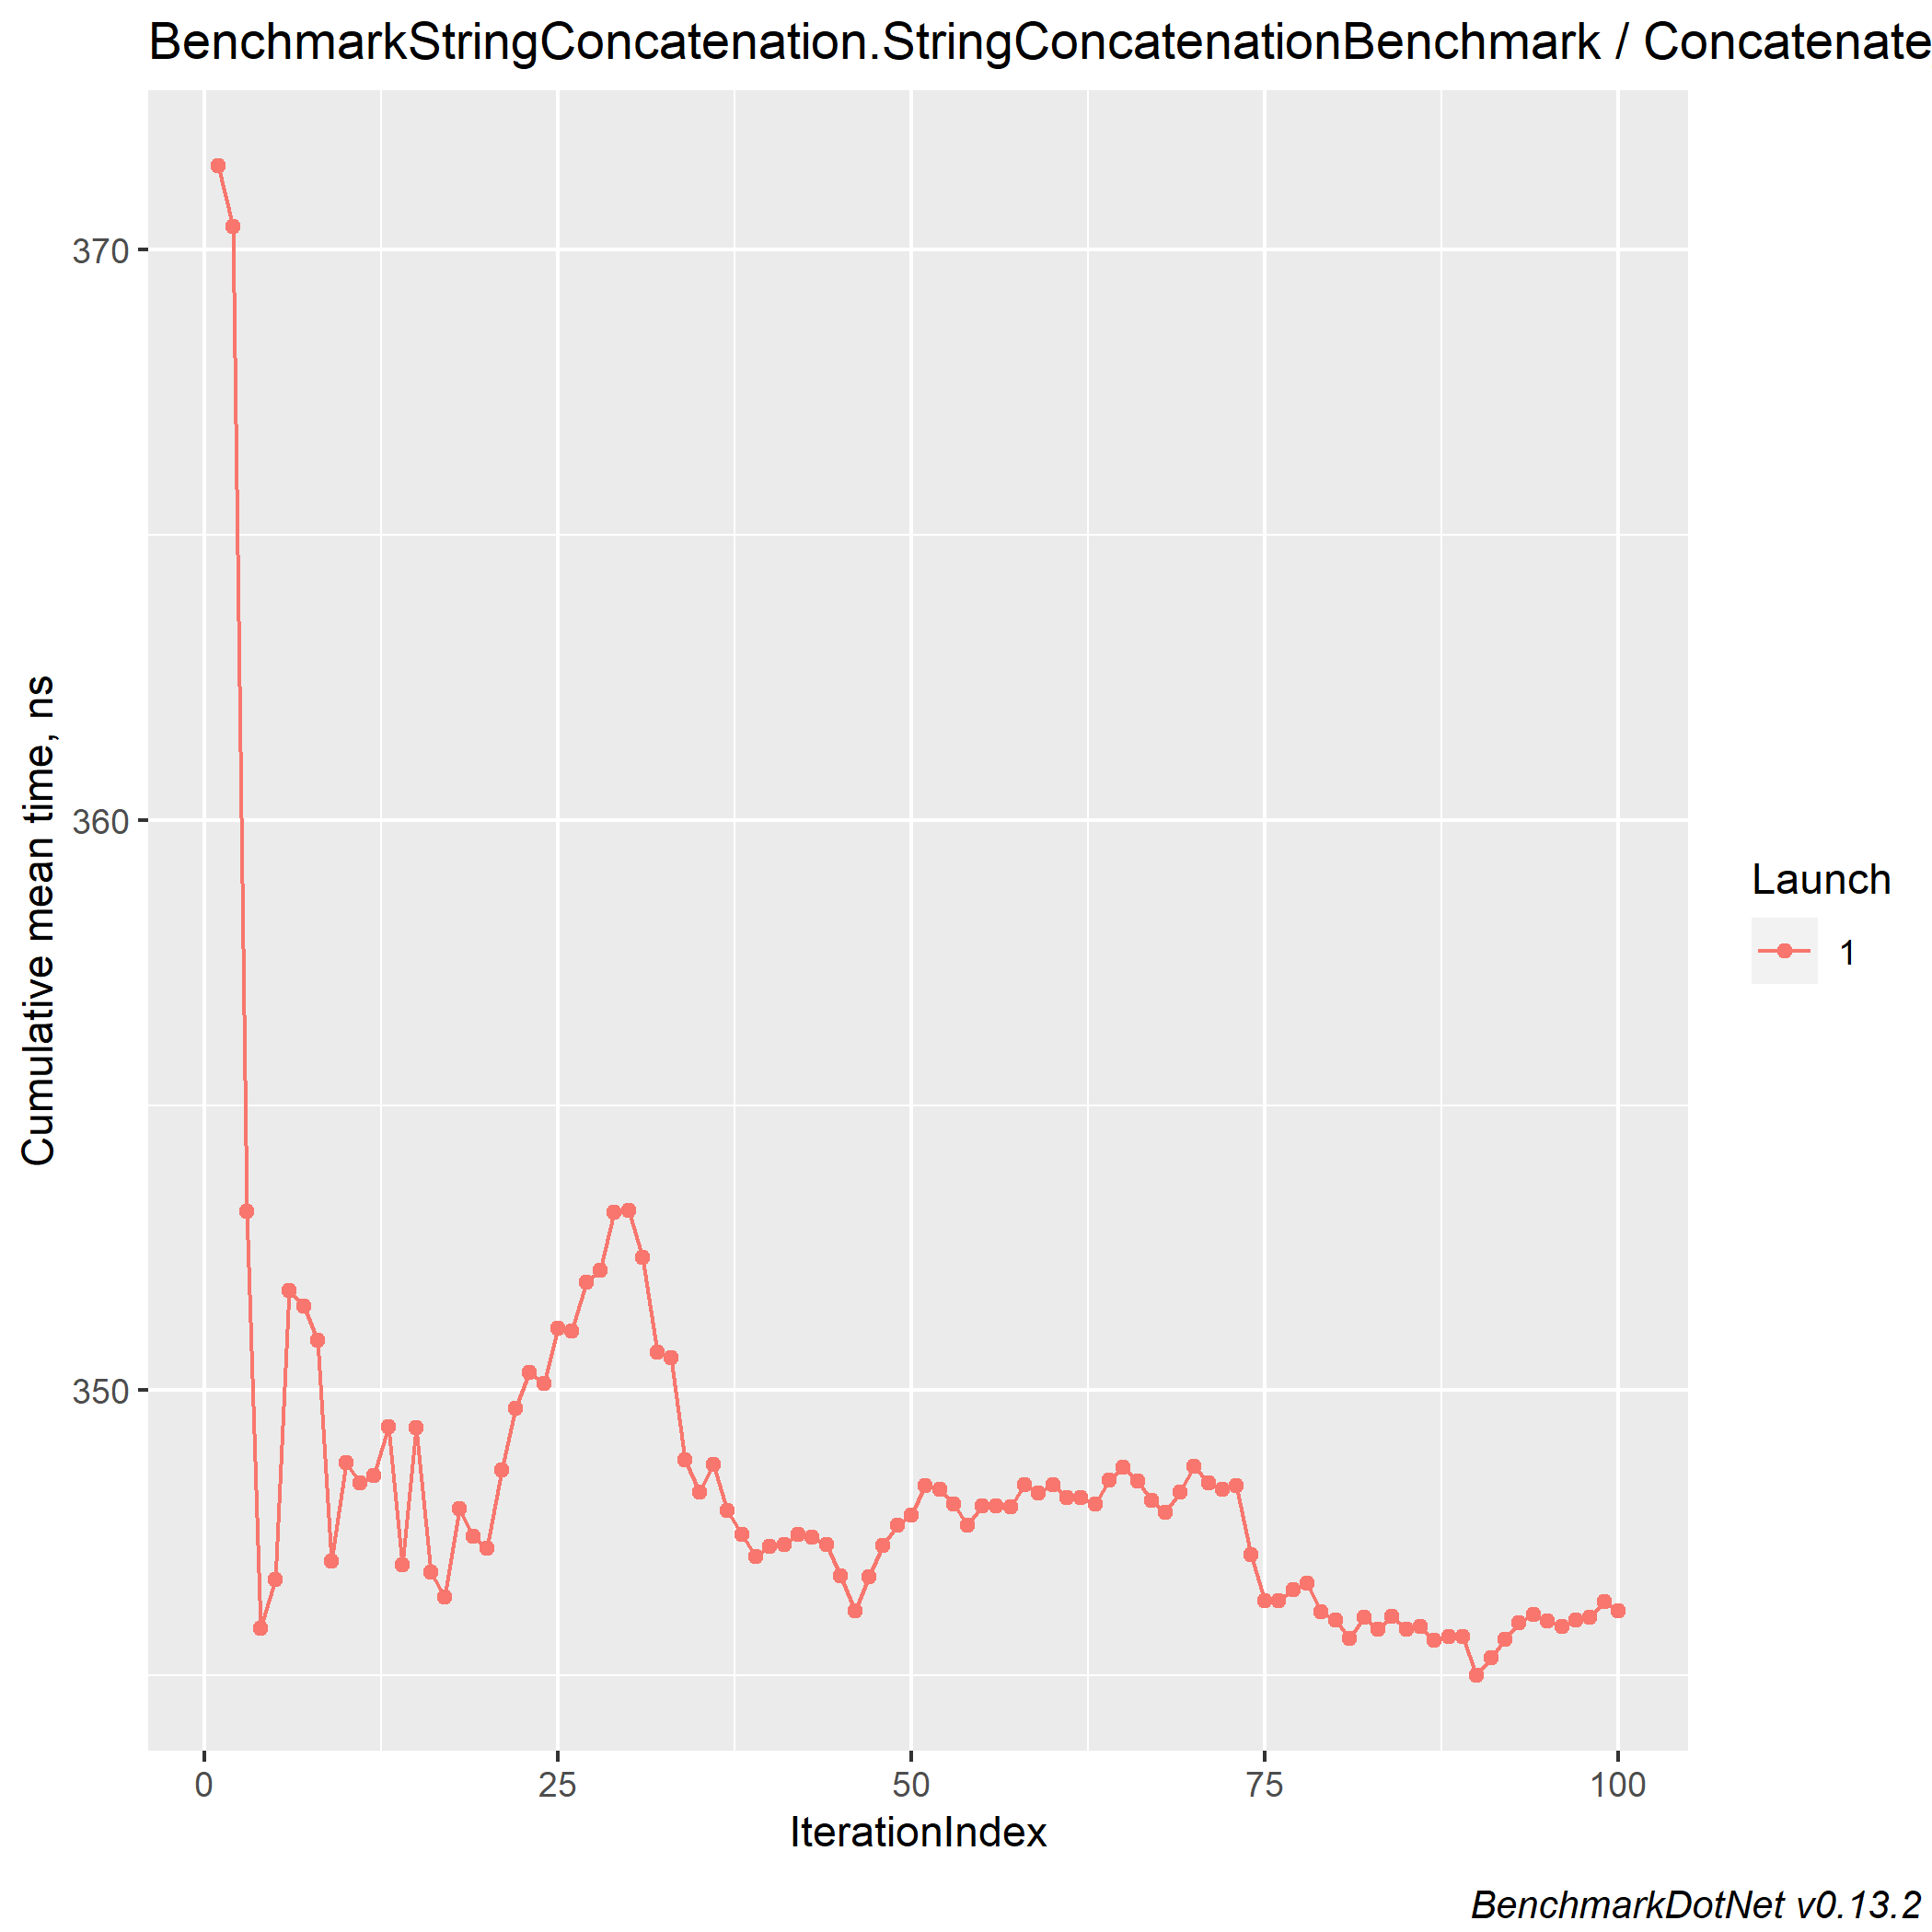 BenchmarkStringConcatenation.StringConcatenationBenchmark / Concatenate
370
360
350
Cumulative mean time, ns
0 25 50 75 100
IterationIndex
Launch
1
BenchmarkDotNet v0.13.2